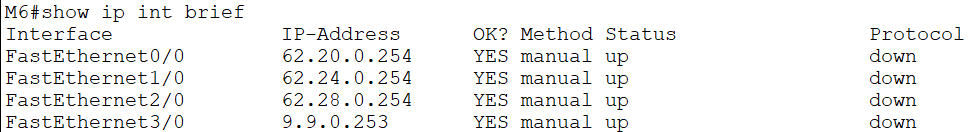 M6#show ip int brief
Interface IP-Address OK? Method Status Protocol
FastEthernet0/0 62.20.0.254 YES manual up down
FastEthernet1/0 62.24.0.254 YES manual up down
FastEthernet2/0 62.28.0.254 YES manual up down
FastEthernet3/0 9.9.0.253 YES manual up down